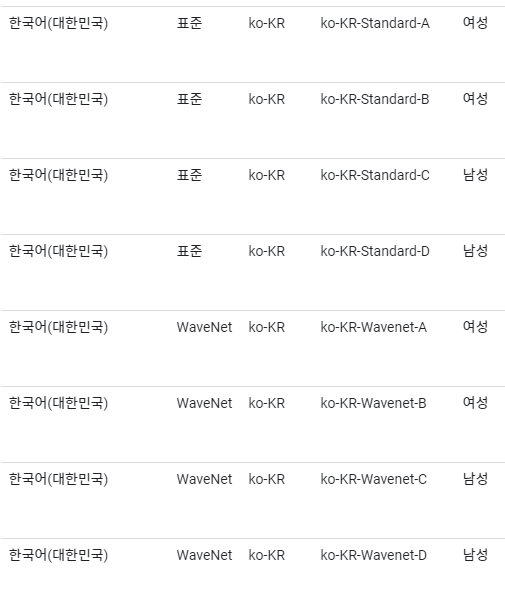 한국어(대한민국) 표준 ko-KR ko-KR-Standard-A 여성
한국어(대한민국) 표준 ko-KR ko-KR-Standard-B 여성
한국어(대한민국) 표준 ko-KR ko-KR-Standard-C 남성
한국어(대한민국) 표준 ko-KR ko-KR-Standard-D 남성
한국어(대한민국) WaveNet ko-KR ko-KR-Wavenet-A 여성
한국어(대한민국) WaveNet ko-KR ko-KR-Wavenet-B 여성
한국어(대한민국) WaveNet ko-KR ko-KR-Wavenet-C 남성
한국어(대한민국) WaveNet ko-KR ko-KR-Wavenet-D 남성